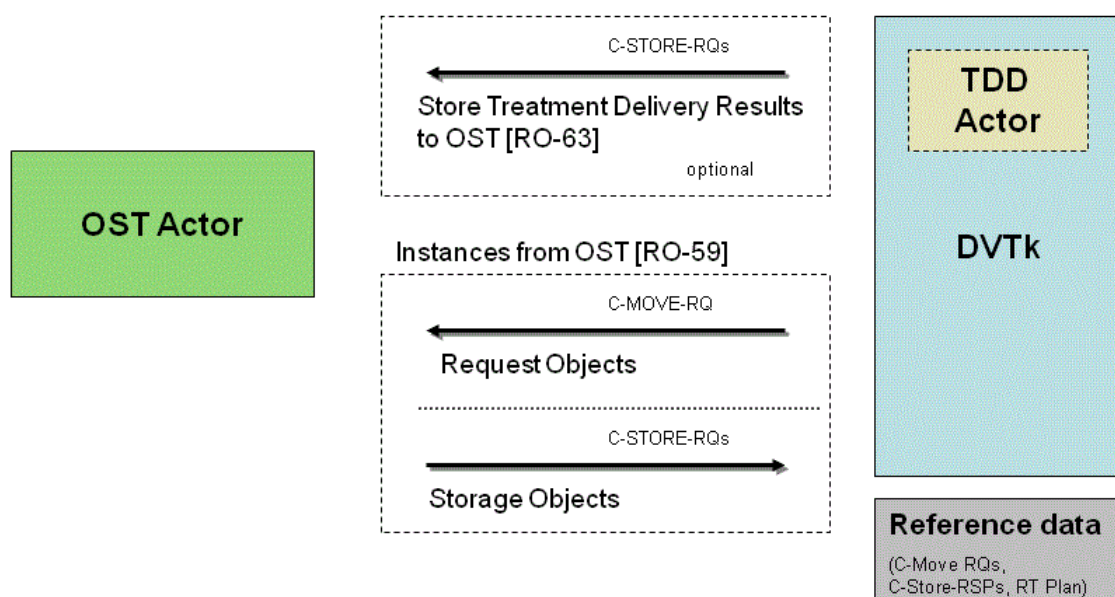 C-STORE-RQs
Store Treatment Delivery Results
to OST [RO-63]
optional
TDD
Actor
OST Actor
DVTk
Instances from OST [RO-59]
C-MOVE-RQ
Request Objects
C-STORE-RQs
Storage Objects
Reference data
(C-Move RQs,
C-Store-RSPs, RT Plan)